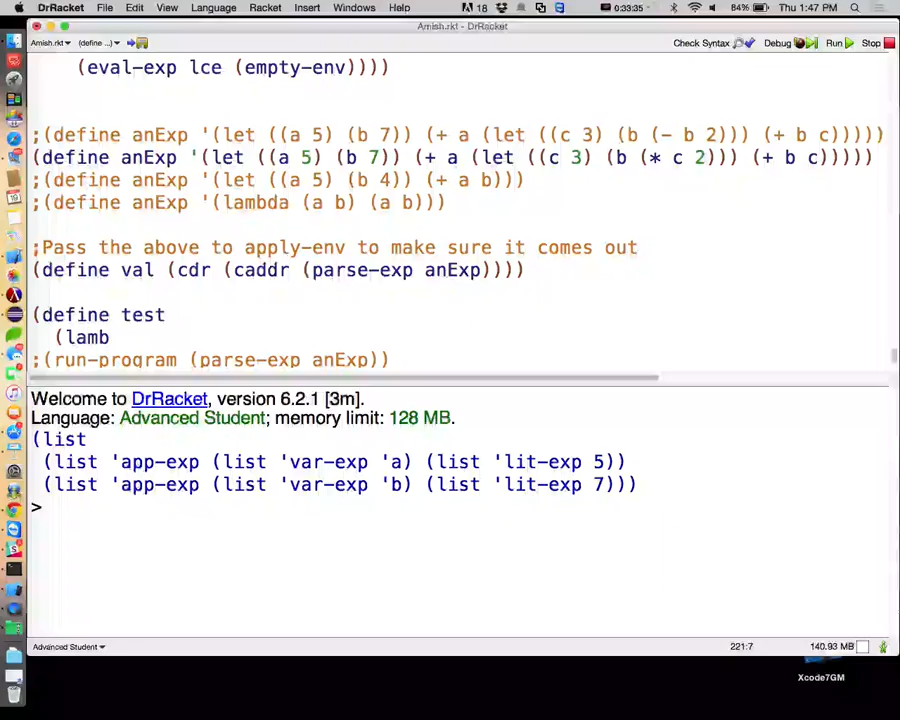 DrRacket File Edit View Language Racket Insert Windows Help 18 0:33:35 84% Thu 1:47 PM
Amish.rkt - DrRacket
Amish.rkt (define ...) Check Syntax Debug Run Stop
(eval-exp lce (empty-env))))
;(define anExp '(let ((a 5) (b 7)) (+ a (let ((c 3) (b (- b 2))) (+ b c)))))
(define anExp '(let ((a 5) (b 7)) (+ a (let ((c 3) (b (* c 2))) (+ b c)))))
;(define anExp '(let ((a 5) (b 4)) (+ a b)))
;(define anExp '(lambda (a b) (a b)))
;Pass the above to apply-env to make sure it comes out
(define val (cdr (caddr (parse-exp anExp))))
(define test
(lamb
;(run-program (parse-exp anExp))
Welcome to DrRacket, version 6.2.1 [3m].
Language: Advanced Student; memory limit: 128 MB.
(list
(list 'app-exp (list 'var-exp 'a) (list 'lit-exp 5))
(list 'app-exp (list 'var-exp 'b) (list 'lit-exp 7)))
>
Advanced Student 221:7 140.93 MB
Xcode7GM